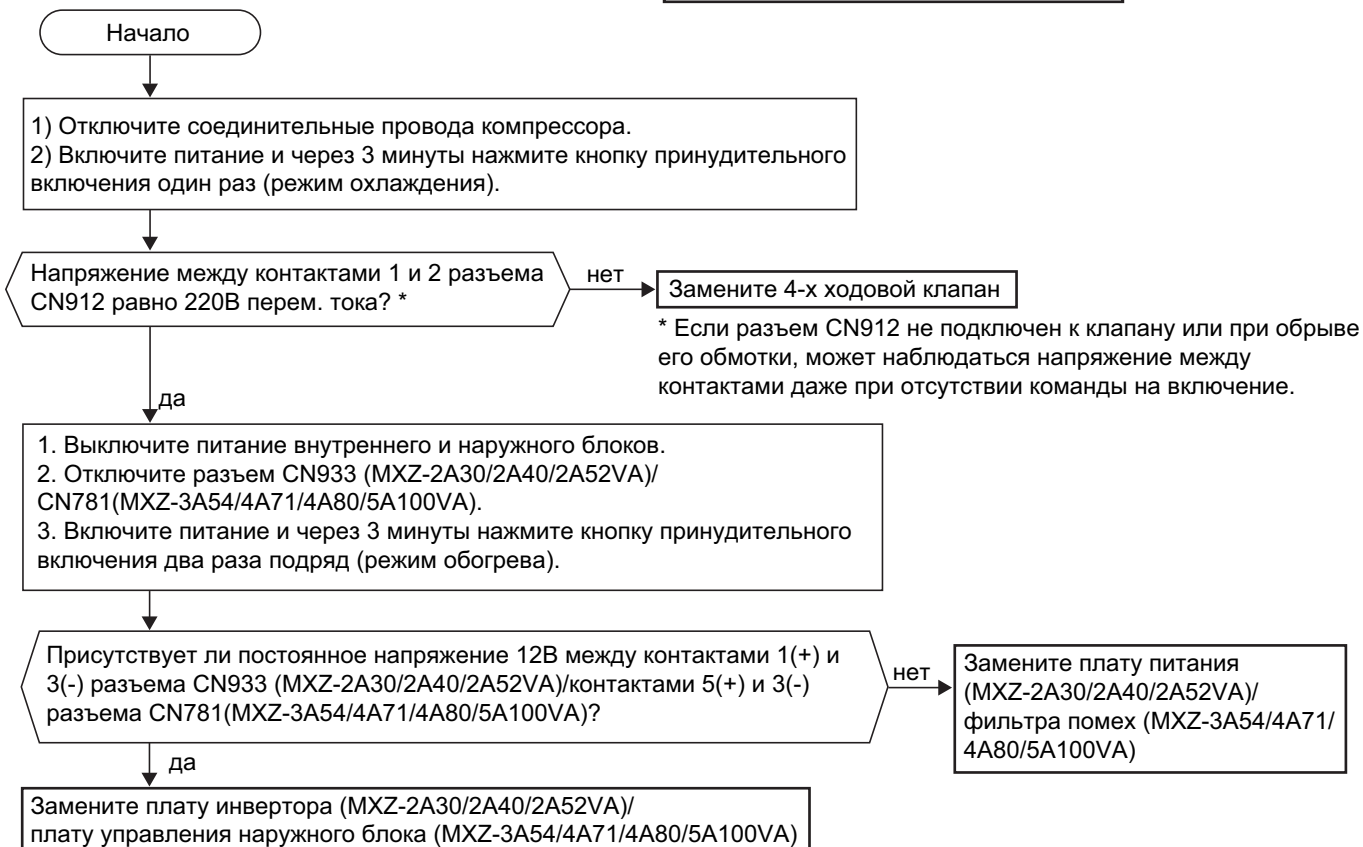 Начало
1) Отключите соединительные провода компрессора.
2) Включите питание и через 3 минуты нажмите кнопку принудительного
включения один раз (режим охлаждения).
Напряжение между контактами 1 и 2 разъема
CN912 равно 220В перем. тока? *
нет
Замените 4-х ходовой клапан
* Если разъем CN912 не подключен к клапану или при обрыве
его обмотки, может наблюдаться напряжение между
контактами даже при отсутствии команды на включение.
да
1. Выключите питание внутреннего и наружного блоков.
2. Отключите разъем CN933 (MXZ-2A30/2A40/2A52VA)/
CN781(MXZ-3A54/4A71/4A80/5A100VA).
3. Включите питание и через 3 минуты нажмите кнопку принудительного
включения два раза подряд (режим обогрева).
Присутствует ли постоянное напряжение 12В между контактами 1(+) и
3(-) разъема CN933 (MXZ-2A30/2A40/2A52VA)/контактами 5(+) и 3(-)
разъема CN781(MXZ-3A54/4A71/4A80/5A100VA)?
нет
Замените плату питания
(MXZ-2A30/2A40/2A52VA)/
фильтра помех (MXZ-3A54/4A71/
4A80/5A100VA)
да
Замените плату инвертора (MXZ-2A30/2A40/2A52VA)/
плату управления наружного блока (MXZ-3A54/4A71/4A80/5A100VA)